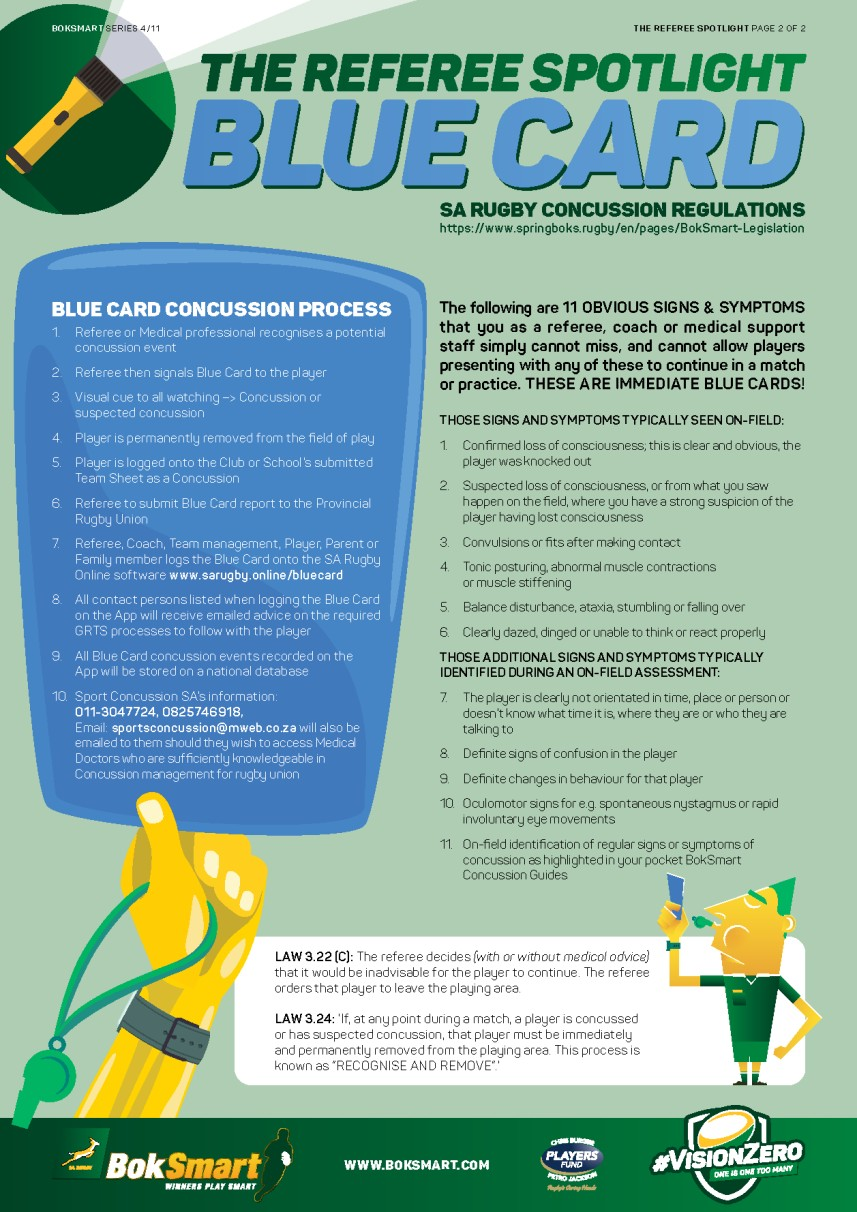 BOKSMART SERIES 4/11
THE REFEREE SPOTLIGHT PAGE 2 OF 2
THE REFEREE SPOTLIGHT
BLUE CARD
SA RUGBY CONCUSSION REGULATIONS
https://www.springboks.rugby/en/pages/BokSmart-Legislation
BLUE CARD CONCUSSION PROCESS
1. Referee or Medical professional recognises a potential
concussion event
2. Referee then signals Blue Card to the player
3. Visual cue to all watching –> Concussion or
suspected concussion
4. Player is permanently removed from the field of play
5. Player is logged onto the Club or School's submitted
Team Sheet as a Concussion
6. Referee to submit Blue Card report to the Provincial
Rugby Union
7. Referee, Coach, Team management, Player, Parent or
Family member logs the Blue Card onto the SA Rugby
Online software www.sarugby.online/bluecard
8. All contact persons listed when logging the Blue Card
on the App will receive emailed advice on the required
GRTS processes to follow with the player
9. All Blue Card concussion events recorded on the
App will be stored on a national database
10. Sport Concussion SA's information:
011-3047724, 0825746918,
Email: sportsconcussion@mweb.co.za will also be
emailed to them should they wish to access Medical
Doctors who are sufficiently knowledgeable in
Concussion management for rugby union
The following are 11 OBVIOUS SIGNS & SYMPTOMS
that you as a referee, coach or medical support
staff simply cannot miss, and cannot allow players
presenting with any of these to continue in a match
or practice. THESE ARE IMMEDIATE BLUE CARDS!
THOSE SIGNS AND SYMPTOMS TYPICALLY SEEN ON-FIELD:
1. Confirmed loss of consciousness; this is clear and obvious, the
player was knocked out
2. Suspected loss of consciousness, or from what you saw
happen on the field, where you have a strong suspicion of the
player having lost consciousness
3. Convulsions or fits after making contact
4. Tonic posturing, abnormal muscle contractions
or muscle stiffening
5. Balance disturbance, ataxia, stumbling or falling over
6. Clearly dazed, dinged or unable to think or react properly
THOSE ADDITIONAL SIGNS AND SYMPTOMS TYPICALLY
IDENTIFIED DURING AN ON-FIELD ASSESSMENT:
7. The player is clearly not orientated in time, place or person or
doesn't know what time it is, where they are or who they are
talking to
8. Definite signs of confusion in the player
9. Definite changes in behaviour for that player
10. Oculomotor signs for e.g. spontaneous nystagmus or rapid
involuntary eye movements
11. On-field identification of regular signs or symptoms of
concussion as highlighted in your pocket BokSmart
Concussion Guides
LAW 3.22 (C): The referee decides (with or without medical advice)
that it would be inadvisable for the player to continue. The referee
orders that player to leave the playing area.
LAW 3.24: 'If, at any point during a match, a player is concussed
or has suspected concussion, that player must be immediately
and permanently removed from the playing area. This process is
known as "RECOGNISE AND REMOVE".'
SA RUGBY
BokSmart
WINNERS PLAY SMART
WWW.BOKSMART.COM
CHRIS BURGER
PLAYERS
FUND
PETRO JACKSON
Rugby's Caring Hands
#VISIONZERO
ONE IS ONE TOO MANY